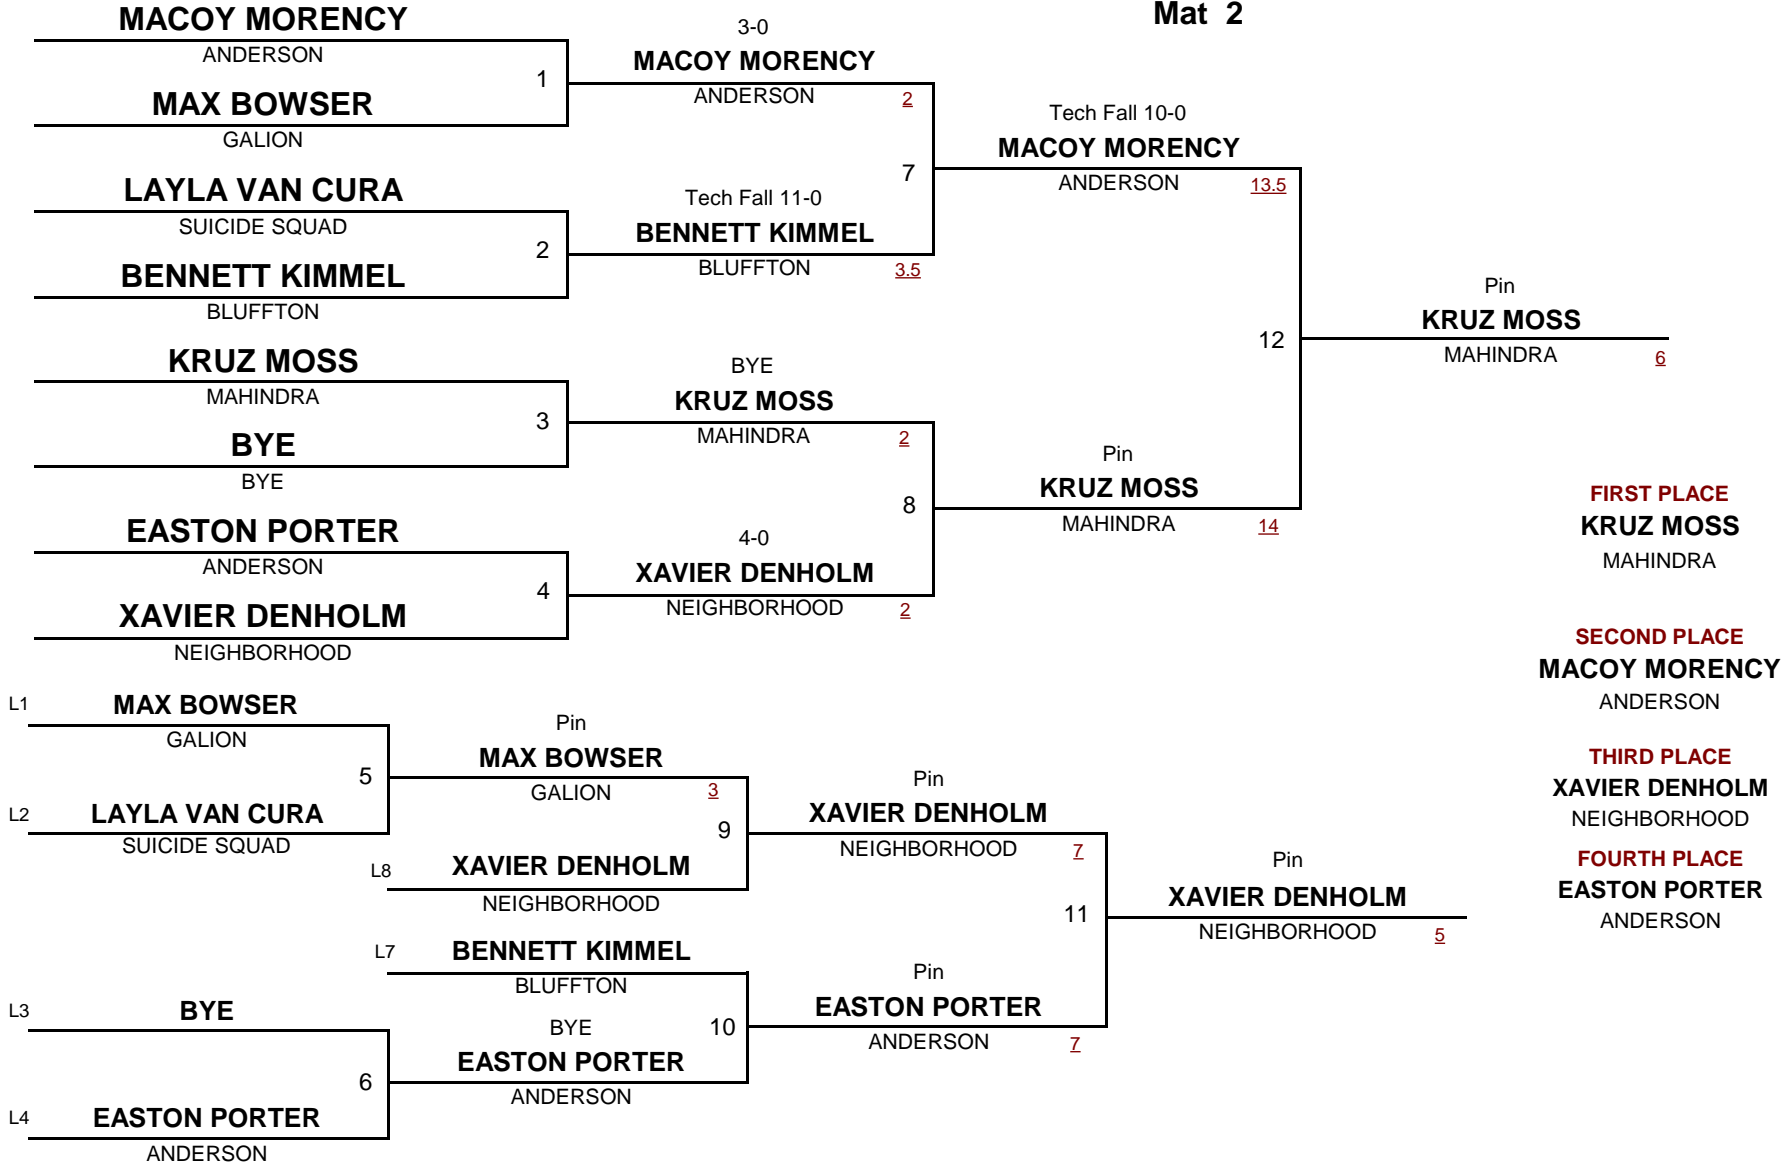 Mat 2
MACOY MORENCY
ANDERSON
1
MAX BOWSER
GALION
LAYLA VAN CURA
SUICIDE SQUAD
2
BENNETT KIMMEL
BLUFFTON
KRUZ MOSS
MAHINDRA
3
BYE
BYE
EASTON PORTER
ANDERSON
4
XAVIER DENHOLM
NEIGHBORHOOD
3-0
MACOY MORENCY
ANDERSON 2
7
Tech Fall 11-0
BENNETT KIMMEL
BLUFFTON 3.5
BYE
KRUZ MOSS
MAHINDRA 2
8
4-0
XAVIER DENHOLM
NEIGHBORHOOD 2
Tech Fall 10-0
MACOY MORENCY
ANDERSON 13.5
12
Pin
KRUZ MOSS
MAHINDRA 14
Pin
KRUZ MOSS
MAHINDRA 6
L1 MAX BOWSER
GALION
5
L2 LAYLA VAN CURA
SUICIDE SQUAD
Pin
MAX BOWSER
GALION 3
9
L8 XAVIER DENHOLM
NEIGHBORHOOD
L7 BENNETT KIMMEL
BLUFFTON
L3 BYE
6
L4 EASTON PORTER
ANDERSON
BYE
10
EASTON PORTER
ANDERSON
Pin
XAVIER DENHOLM
NEIGHBORHOOD 7
11
Pin
EASTON PORTER
ANDERSON 7
Pin
XAVIER DENHOLM
NEIGHBORHOOD 5
FIRST PLACE
KRUZ MOSS
MAHINDRA
SECOND PLACE
MACOY MORENCY
ANDERSON
THIRD PLACE
XAVIER DENHOLM
NEIGHBORHOOD
FOURTH PLACE
EASTON PORTER
ANDERSON